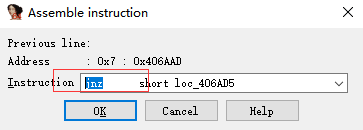 Assemble instruction
Previous line:
Address : 0x7 : 0x406AAD
Instruction jnz short loc_406AD5
OK Cancel Help